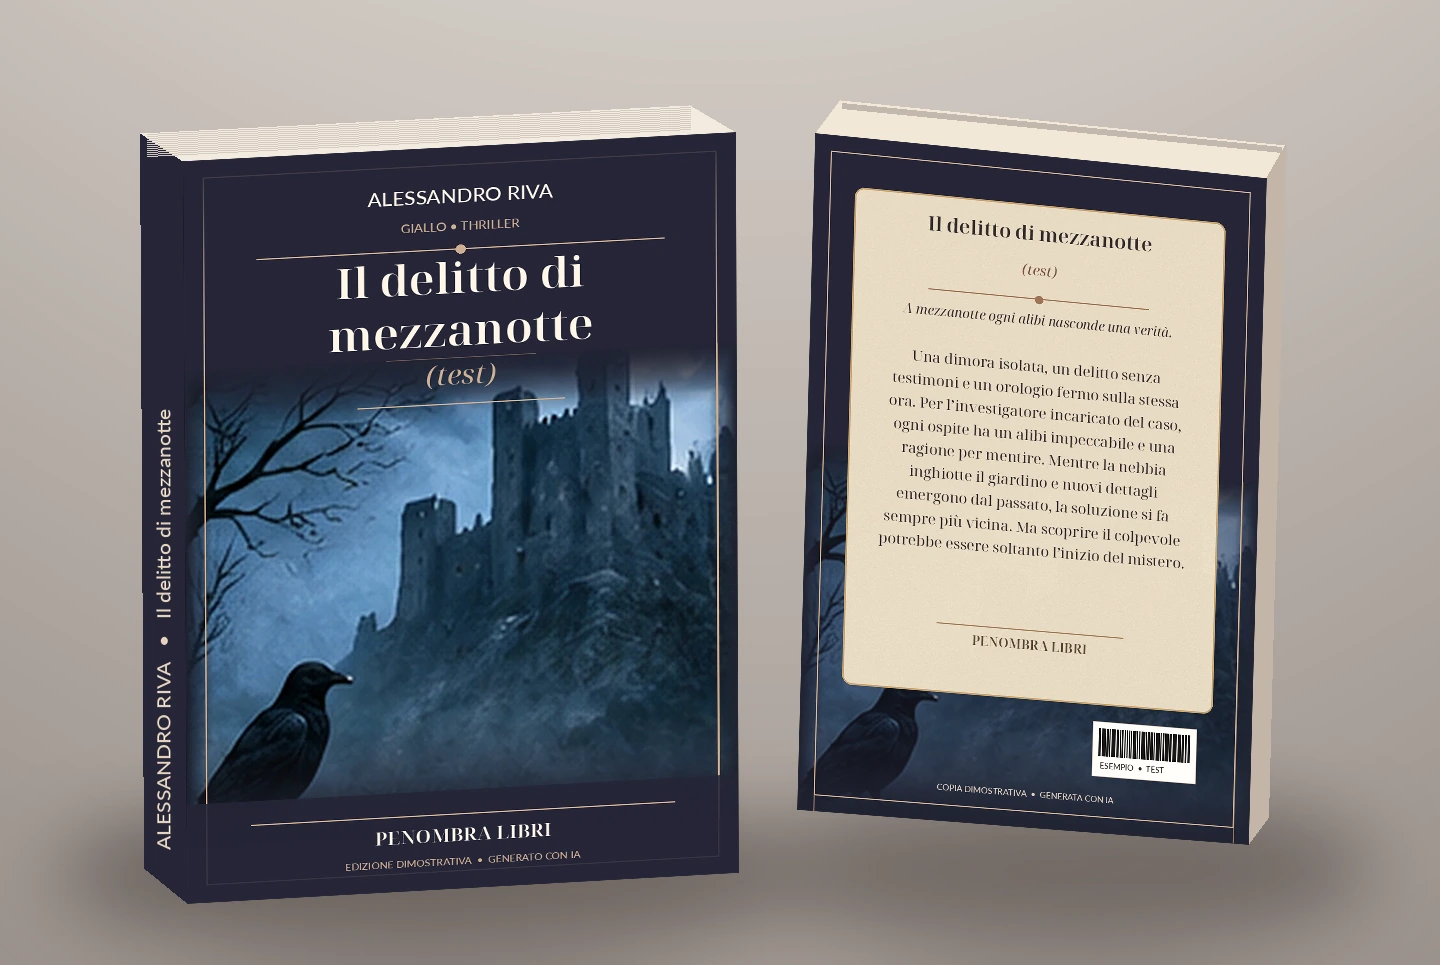 ALESSANDRO RIVA
GIALLO • THRILLER
Il delitto di
mezzanotte
(test)
PENOMBRA LIBRI
EDIZIONE DIMOSTRATIVA • GENERATO CON IA
ALESSANDRO RIVA • Il delitto di mezzanotte
Il delitto di mezzanotte
(test)
A mezzanotte ogni alibi nasconde una verità.
Una dimora isolata, un delitto senza
testimoni e un orologio fermo sulla stessa
ora. Per l’investigatore incaricato del caso,
ogni ospite ha un alibi impeccabile e una
ragione per mentire. Mentre la nebbia
inghiotte il giardino e nuovi dettagli
emergono dal passato, la soluzione si fa
sempre più vicina. Ma scoprire il colpevole
potrebbe essere soltanto l’inizio del mistero.
PENOMBRA LIBRI
ESEMPIO • TEST
COPIA DIMOSTRATIVA • GENERATA CON IA